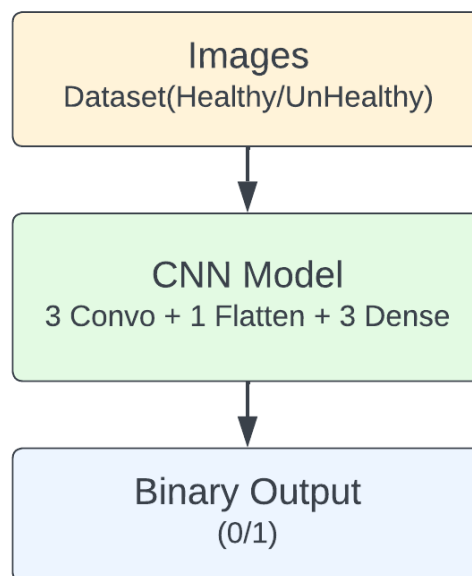 Images
Dataset(Healthy/UnHealthy)
CNN Model
3 Convo + 1 Flatten + 3 Dense
Binary Output
(0/1)